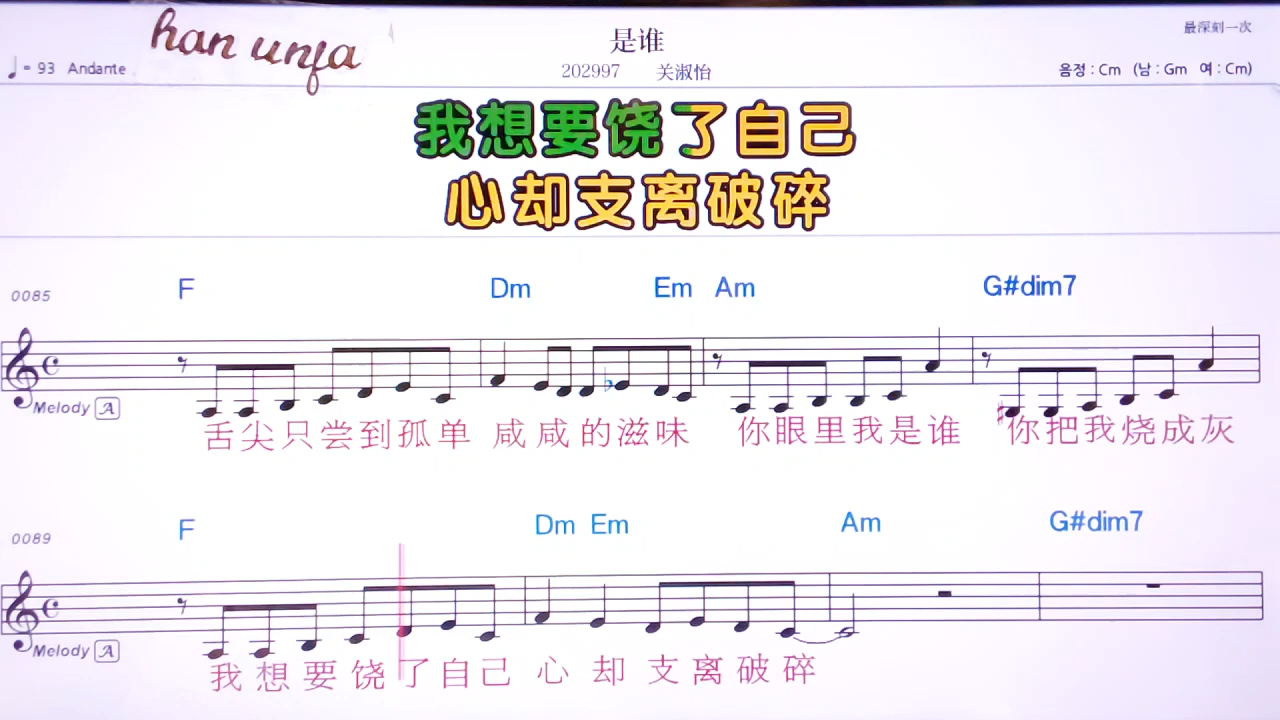 han unfa
是谁
最深刻一次
♩= 93 Andante
202997 关淑怡
음정 : Cm (남 : Gm 여 : Cm)
我想要饶了自己
心却支离破碎
0085 F Dm Em Am G#dim7
Melody A
舌尖只尝到孤单 咸咸的滋味 你眼里我是谁 你把我烧成灰
0089 F Dm Em Am G#dim7
Melody A
我想要饶了自己 心却支离破碎